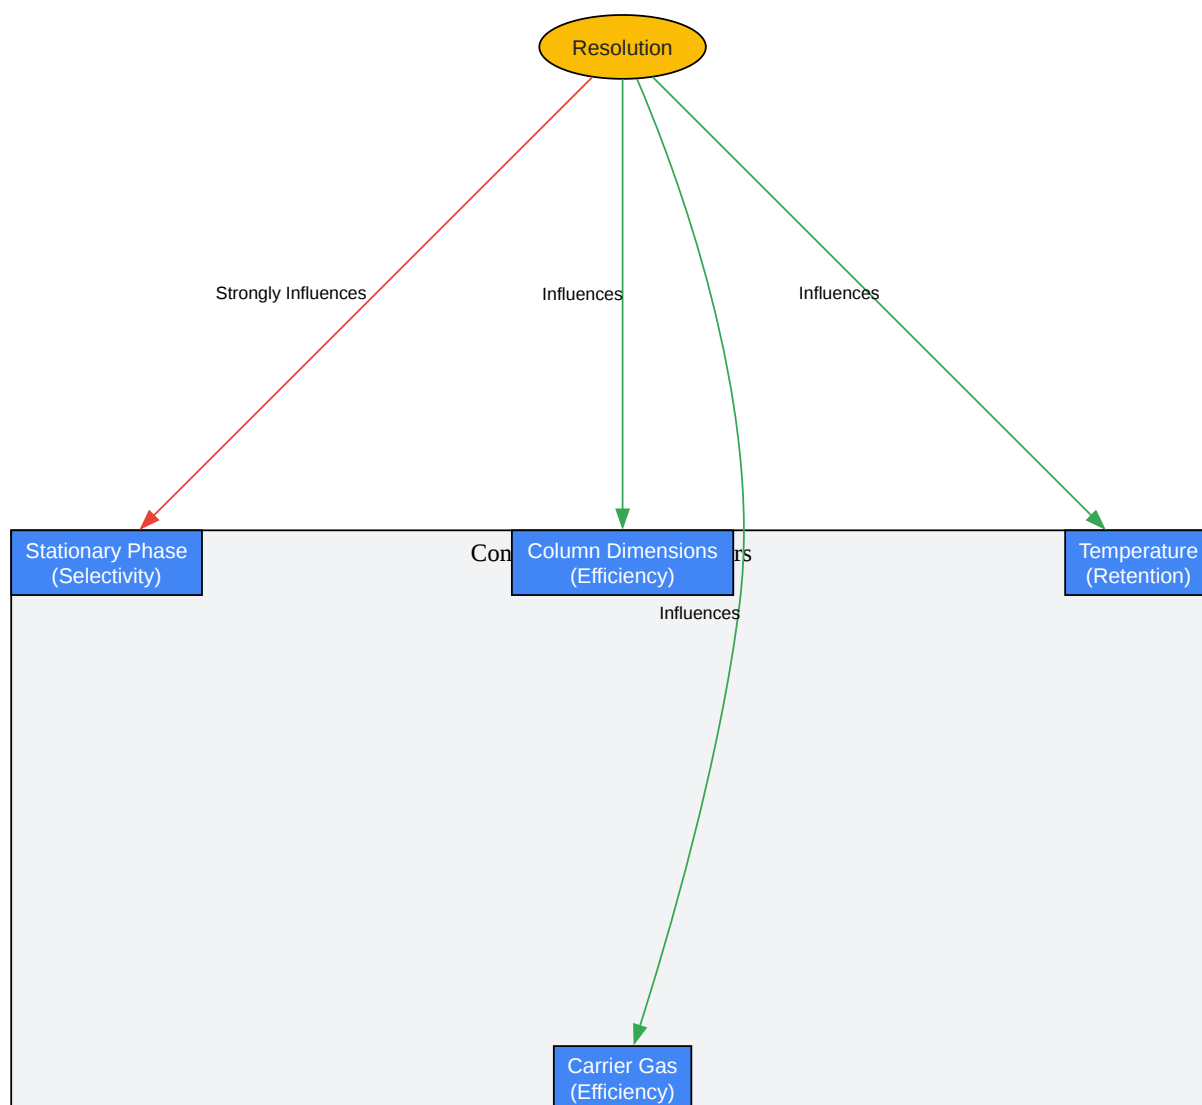 Resolution
Strongly Influences
Influences
Influences
Stationary Phase
(Selectivity)
Column Dimensions
(Efficiency)
Temperature
(Retention)
Influences
Carrier Gas
(Efficiency)